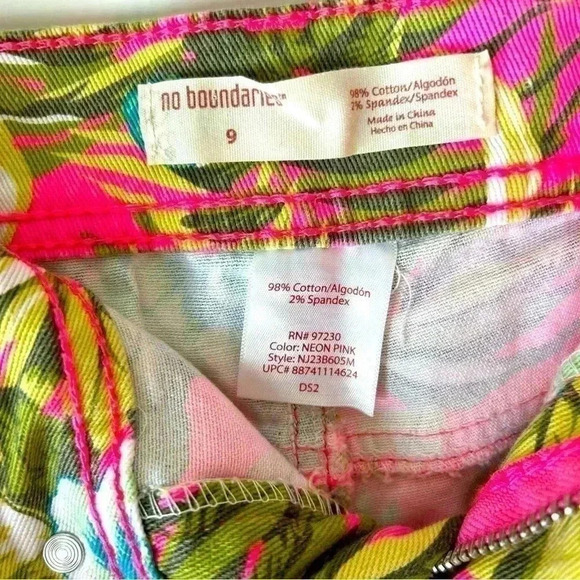 no boundaries™
9
98% Cotton/Algodón
2% Spandex/Spandex
Made in China
Hecho en China
98% Cotton/Algodón
2% Spandex
RN# 97230
Color: NEON PINK
Style: NJ23B605M
UPC# 88741114624
DS2